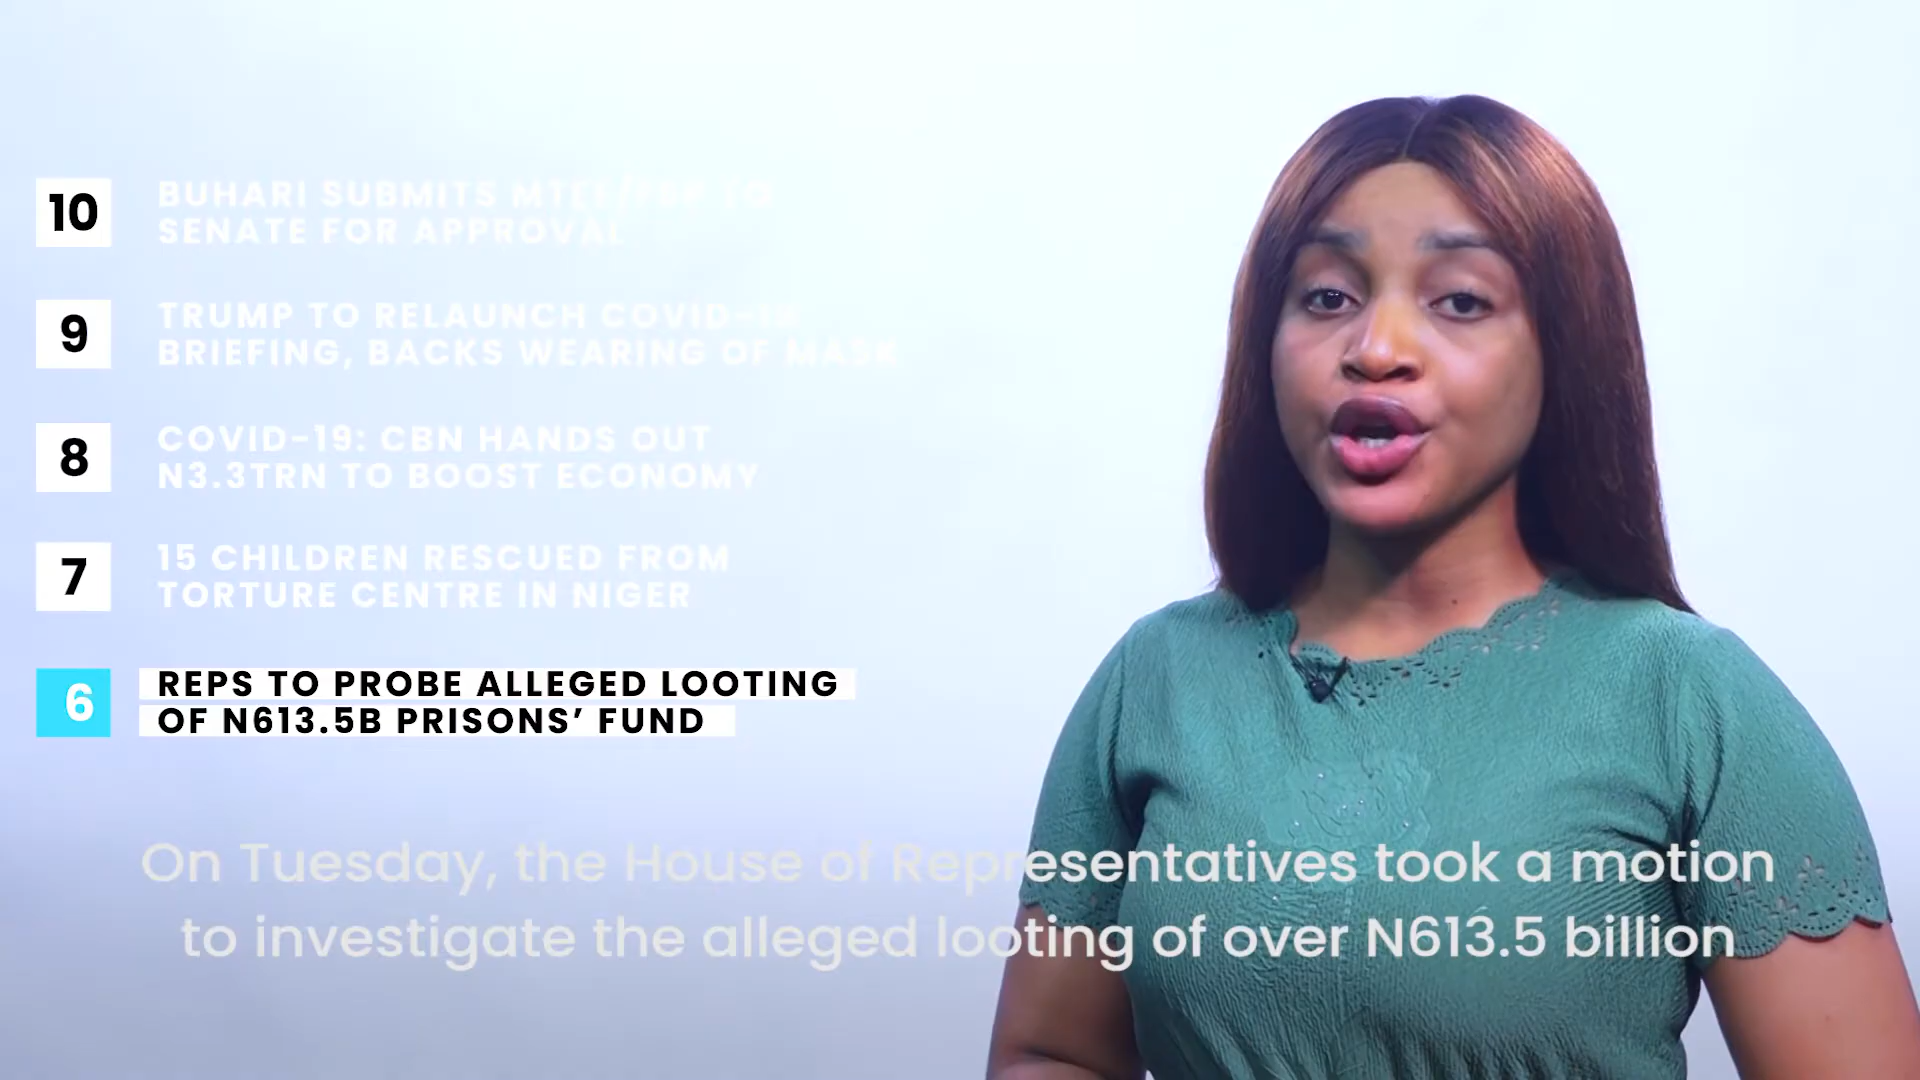 10
BUHARI SUBMITS MTEF/FSP TO
SENATE FOR APPROVAL
9
TRUMP TO RELAUNCH COVID-19
BRIEFING, BACKS WEARING OF MASK
8
COVID-19: CBN HANDS OUT
N3.3TRN TO BOOST ECONOMY
7
15 CHILDREN RESCUED FROM
TORTURE CENTRE IN NIGER
6
REPS TO PROBE ALLEGED LOOTING
OF N613.5B PRISONS’ FUND
On Tuesday, the House of Representatives took a motion
to investigate the alleged looting of over N613.5 billion